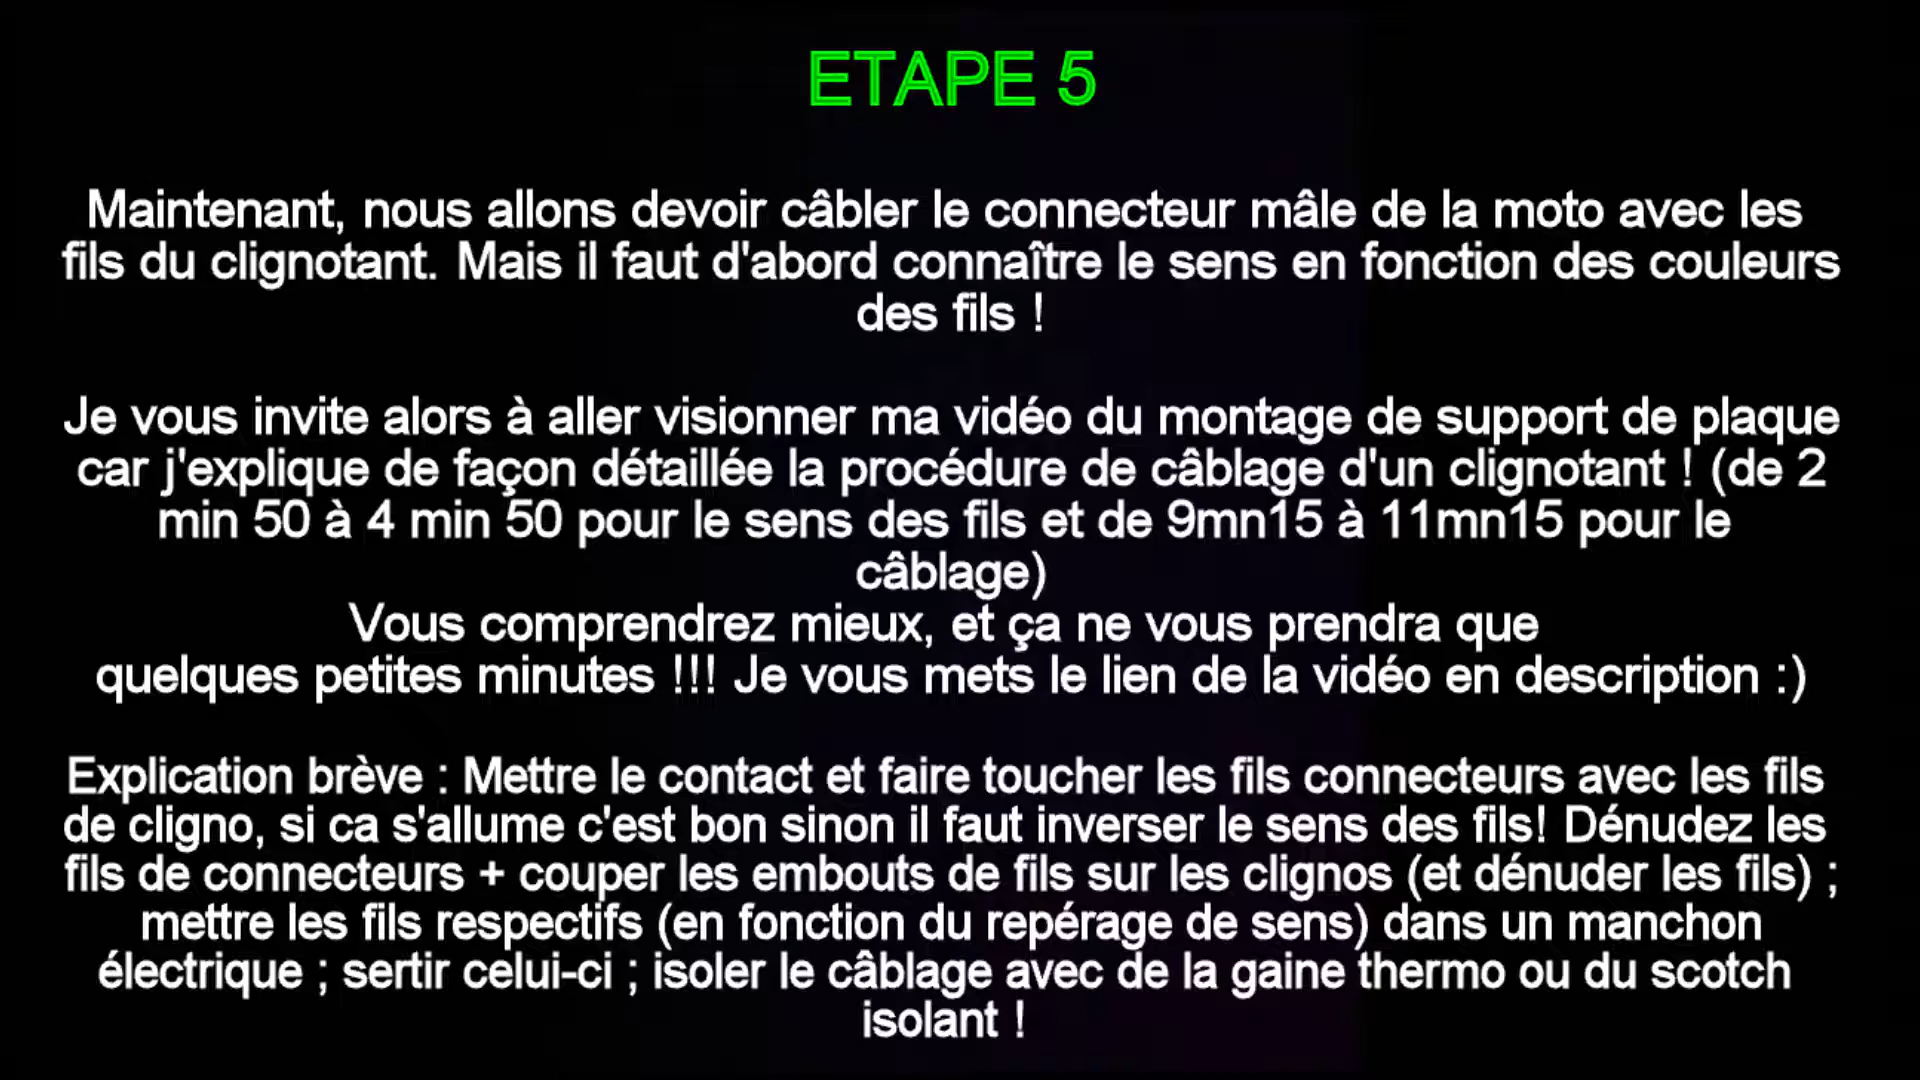 ETAPE 5
Maintenant, nous allons devoir câbler le connecteur mâle de la moto avec les
fils du clignotant. Mais il faut d'abord connaître le sens en fonction des couleurs
des fils !
Je vous invite alors à aller visionner ma vidéo du montage de support de plaque
car j'explique de façon détaillée la procédure de câblage d'un clignotant ! (de 2
min 50 à 4 min 50 pour le sens des fils et de 9mn15 à 11mn15 pour le
câblage)
Vous comprendrez mieux, et ça ne vous prendra que
quelques petites minutes !!! Je vous mets le lien de la vidéo en description :)
Explication brève : Mettre le contact et faire toucher les fils connecteurs avec les fils
de cligno, si ca s'allume c'est bon sinon il faut inverser le sens des fils! Dénudez les
fils de connecteurs + couper les embouts de fils sur les clignos (et dénuder les fils) ;
mettre les fils respectifs (en fonction du repérage de sens) dans un manchon
électrique ; sertir celui-ci ; isoler le câblage avec de la gaine thermo ou du scotch
isolant !